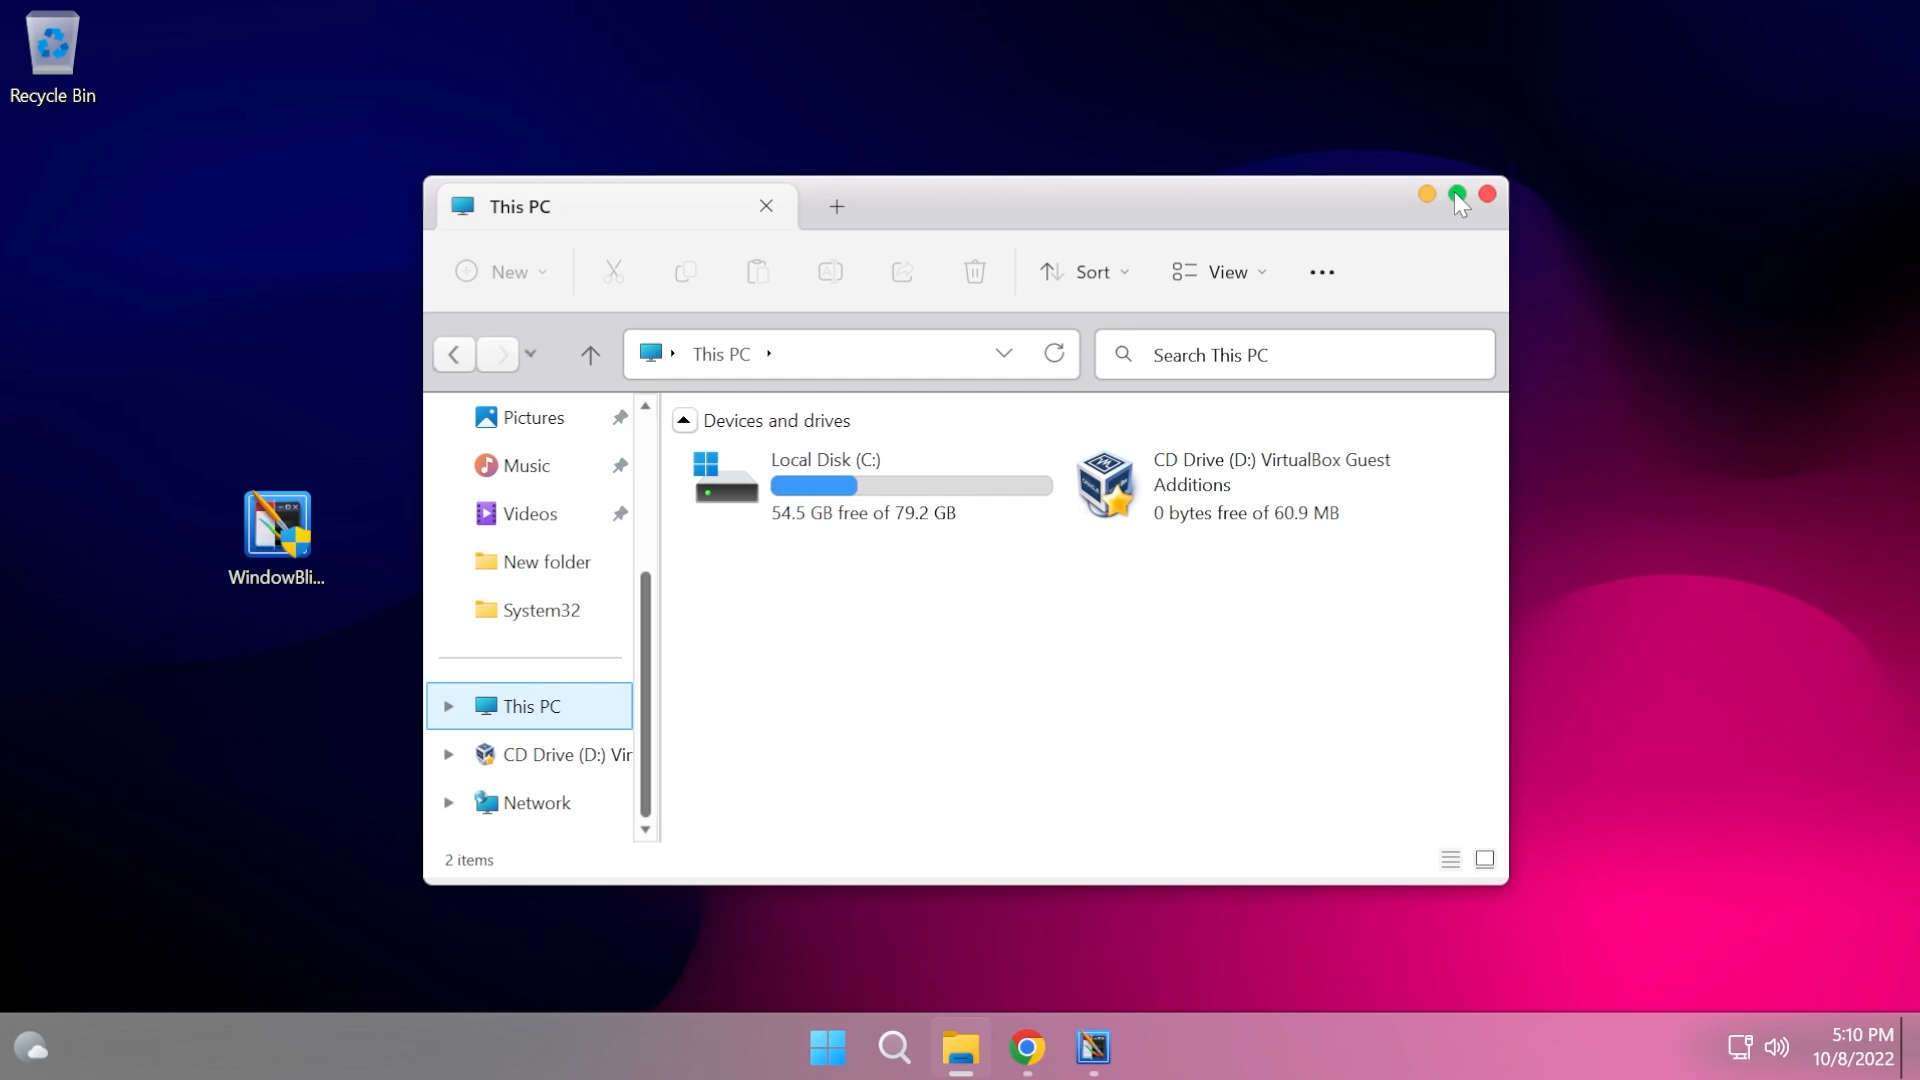 Recycle Bin
WindowBli...
This PC
New
Sort
View
This PC
Search This PC
Pictures
Music
Videos
New folder
System32
This PC
CD Drive (D:) Vir
Network
Devices and drives
Local Disk (C:)
54.5 GB free of 79.2 GB
CD Drive (D:) VirtualBox Guest
Additions
0 bytes free of 60.9 MB
2 items
5:10 PM
10/8/2022